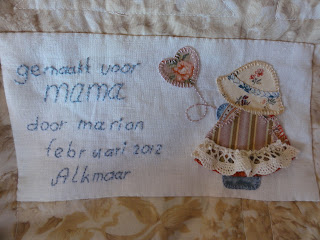 gemaakt voor
mama
door marion
februari 2012
Alkmaar